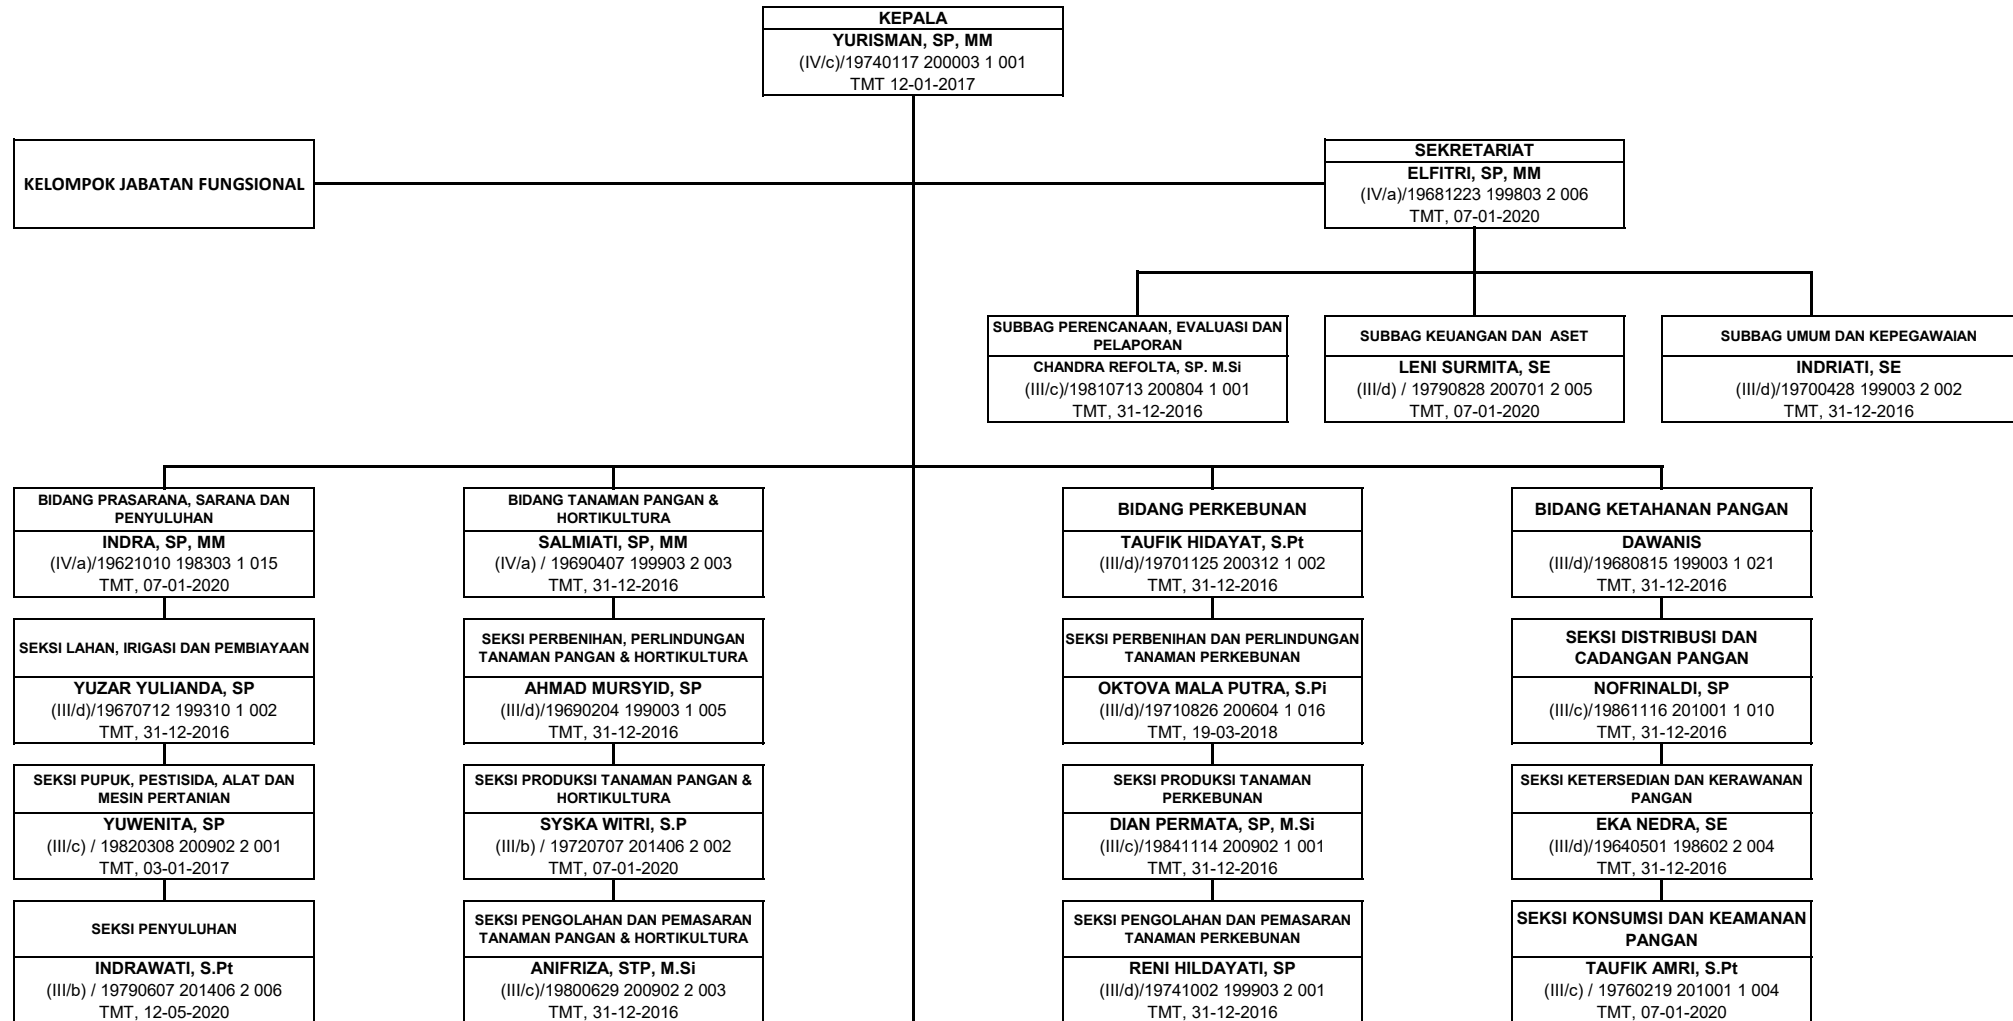 KEPALA
YURISMAN, SP, MM
(IV/c)/19740117 200003 1 001
TMT 12-01-2017
KELOMPOK JABATAN FUNGSIONAL
SEKRETARIAT
ELFITRI, SP, MM
(IV/a)/19681223 199803 2 006
TMT, 07-01-2020
SUBBAG PERENCANAAN, EVALUASI DAN
PELAPORAN
CHANDRA REFOLTA, SP. M.Si
(III/c)/19810713 200804 1 001
TMT, 31-12-2016
SUBBAG KEUANGAN DAN  ASET
LENI SURMITA, SE
(III/d) / 19790828 200701 2 005
TMT, 07-01-2020
SUBBAG UMUM DAN KEPEGAWAIAN
INDRIATI, SE
(III/d)/19700428 199003 2 002
TMT, 31-12-2016
BIDANG PRASARANA, SARANA DAN
PENYULUHAN
INDRA, SP, MM
(IV/a)/19621010 198303 1 015
TMT, 07-01-2020
SEKSI LAHAN, IRIGASI DAN PEMBIAYAAN
YUZAR YULIANDA, SP
(III/d)/19670712 199310 1 002
TMT, 31-12-2016
SEKSI PUPUK, PESTISIDA, ALAT DAN
MESIN PERTANIAN
YUWENITA, SP
(III/c) / 19820308 200902 2 001
TMT, 03-01-2017
SEKSI PENYULUHAN
INDRAWATI, S.Pt
(III/b) / 19790607 201406 2 006
TMT, 12-05-2020
BIDANG TANAMAN PANGAN &
HORTIKULTURA
SALMIATI, SP, MM
(IV/a) / 19690407 199903 2 003
TMT, 31-12-2016
SEKSI PERBENIHAN, PERLINDUNGAN
TANAMAN PANGAN & HORTIKULTURA
AHMAD MURSYID, SP
(III/d)/19690204 199003 1 005
TMT, 31-12-2016
SEKSI PRODUKSI TANAMAN PANGAN &
HORTIKULTURA
SYSKA WITRI, S.P
(III/b) / 19720707 201406 2 002
TMT, 07-01-2020
SEKSI PENGOLAHAN DAN PEMASARAN
TANAMAN PANGAN & HORTIKULTURA
ANIFRIZA, STP, M.Si
(III/c)/19800629 200902 2 003
TMT, 31-12-2016
BIDANG PERKEBUNAN
TAUFIK HIDAYAT, S.Pt
(III/d)/19701125 200312 1 002
TMT, 31-12-2016
SEKSI PERBENIHAN DAN PERLINDUNGAN
TANAMAN PERKEBUNAN
OKTOVA MALA PUTRA, S.Pi
(III/d)/19710826 200604 1 016
TMT, 19-03-2018
SEKSI PRODUKSI TANAMAN
PERKEBUNAN
DIAN PERMATA, SP, M.Si
(III/c)/19841114 200902 1 001
TMT, 31-12-2016
SEKSI PENGOLAHAN DAN PEMASARAN
TANAMAN PERKEBUNAN
RENI HILDAYATI, SP
(III/d)/19741002 199903 2 001
TMT, 31-12-2016
BIDANG KETAHANAN PANGAN
DAWANIS
(III/d)/19680815 199003 1 021
TMT, 31-12-2016
SEKSI DISTRIBUSI DAN
CADANGAN PANGAN
NOFRINALDI, SP
(III/c)/19861116 201001 1 010
TMT, 31-12-2016
SEKSI KETERSEDIAN DAN KERAWANAN
PANGAN
EKA NEDRA, SE
(III/d)/19640501 198602 2 004
TMT, 31-12-2016
SEKSI KONSUMSI DAN KEAMANAN
PANGAN
TAUFIK AMRI, S.Pt
(III/c) / 19760219 201001 1 004
TMT, 07-01-2020